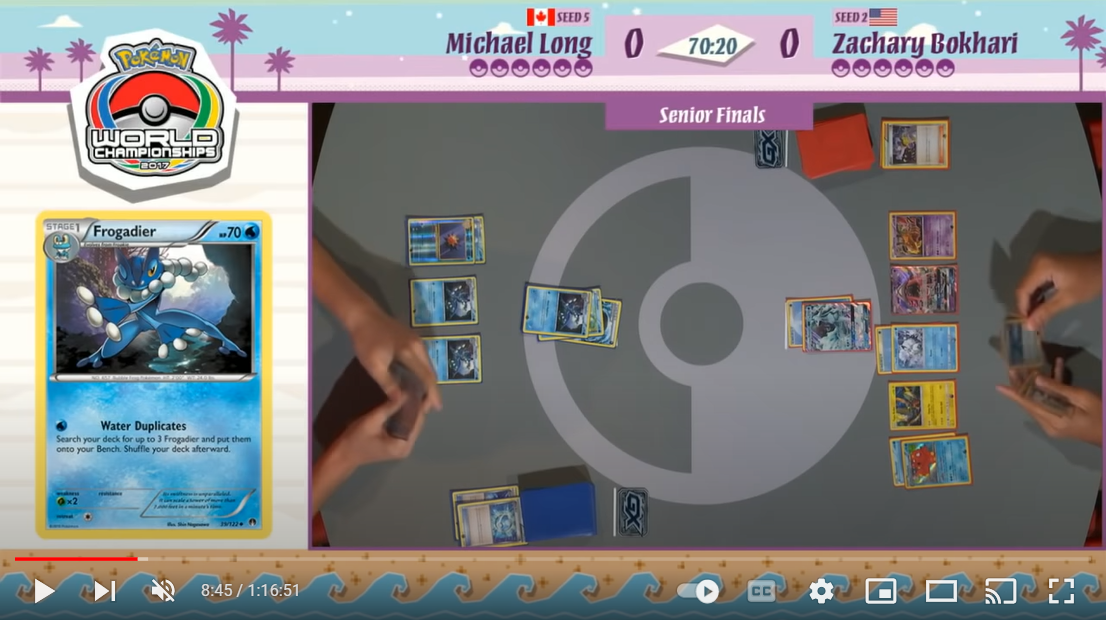 SEED 5
Michael Long
0
70:20
0
SEED 2
Zachary Bokhari
Senior Finals
Pokémon
WORLD
CHAMPIONSHIPS
2017
STAGE 1
Frogadier
HP70
Water Duplicates
Search your deck for up to 3 Frogadier and put them
onto your Bench. Shuffle your deck afterward.
weakness
resistance
×2
retreat
GX
GX
8:45 / 1:16:51
CC